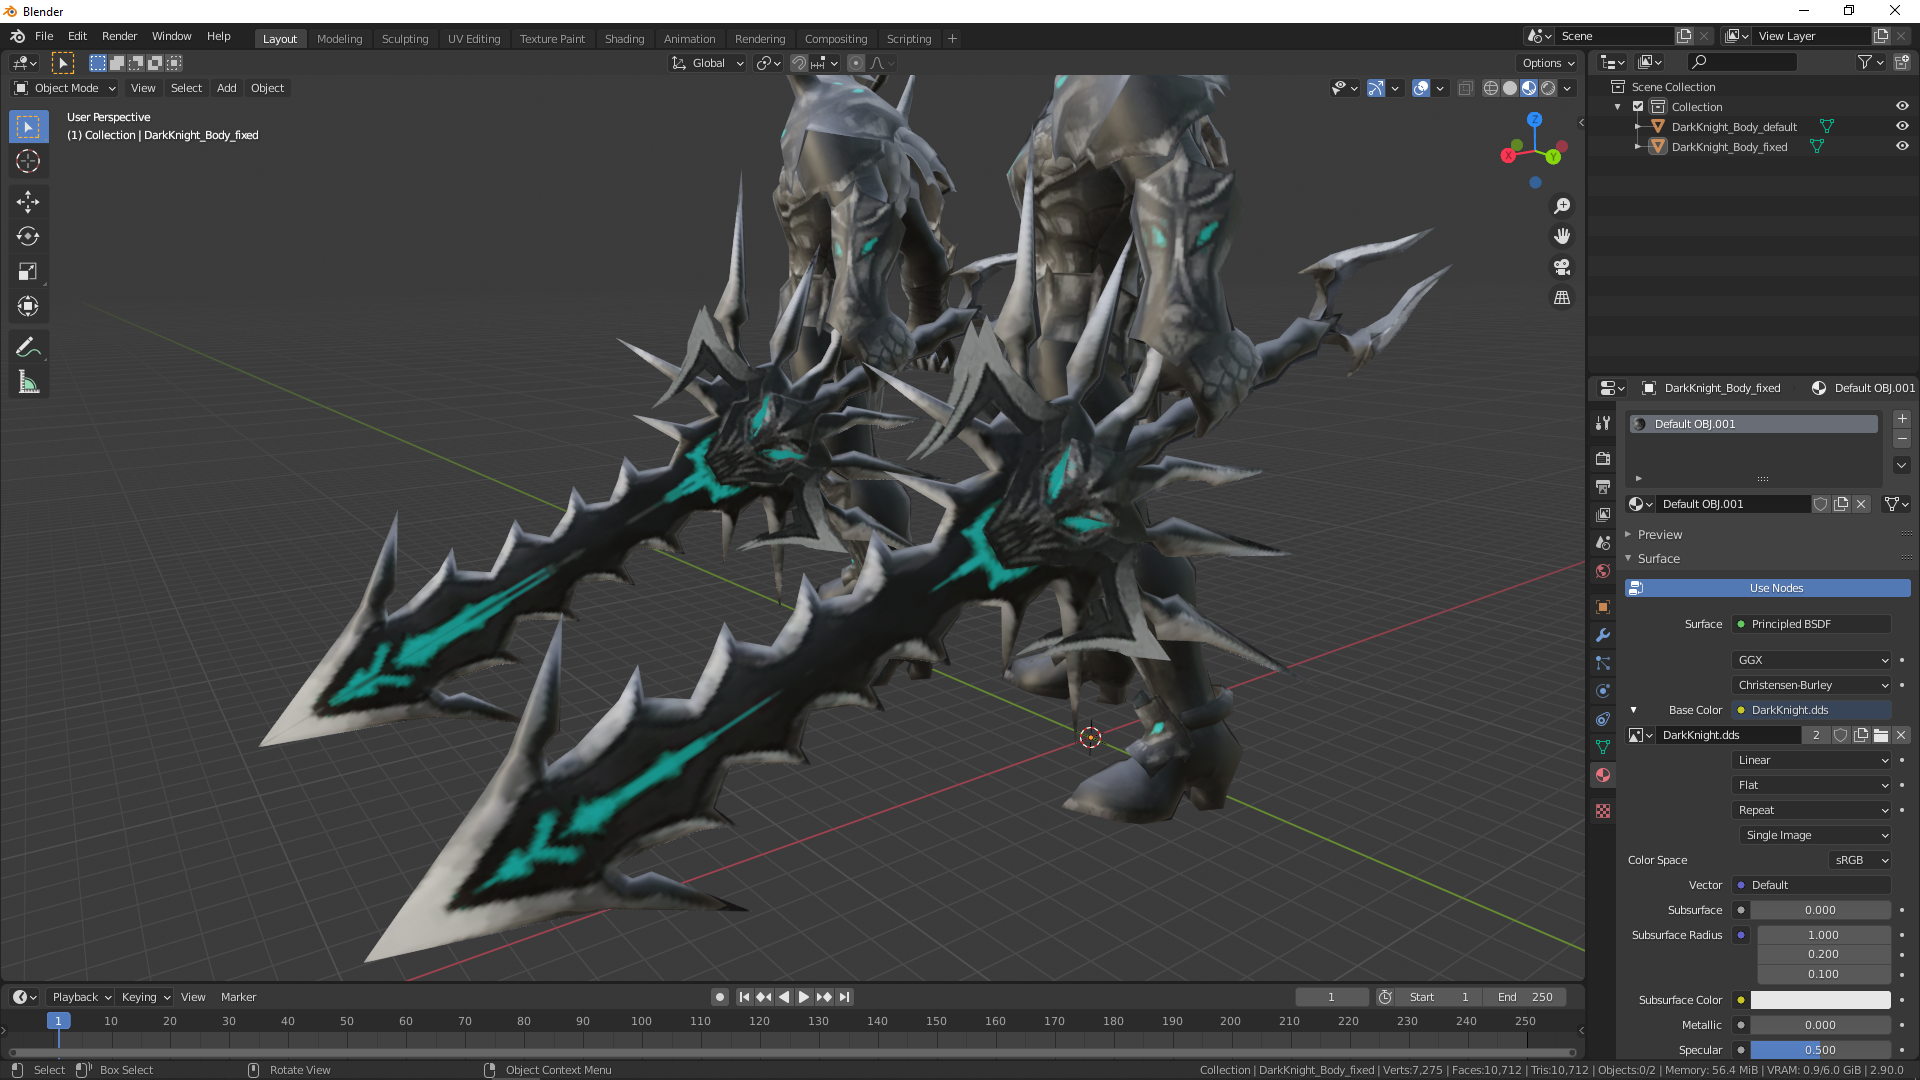 Blender
File Edit Render Window Help
Layout Modeling Sculpting UV Editing Texture Paint Shading Animation Rendering Compositing Scripting +
Scene
View Layer
Global
Options
Object Mode View Select Add Object
User Perspective
(1) Collection | DarkKnight_Body_fixed
Z
X
Y
Scene Collection
Collection
DarkKnight_Body_default
DarkKnight_Body_fixed
DarkKnight_Body_fixed Default OBJ.001
Default OBJ.001
Default OBJ.001
Preview
Surface
Use Nodes
Surface Principled BSDF
GGX
Christensen-Burley
Base Color DarkKnight.dds
DarkKnight.dds 2
Linear
Flat
Repeat
Single Image
Color Space sRGB
Vector Default
Subsurface 0.000
Subsurface Radius 1.000
0.200
0.100
Subsurface Color
Metallic 0.000
Specular 0.500
Playback Keying View Marker
1 Start 1 End 250
1 10 20 30 40 50 60 70 80 90 100 110 120 130 140 150 160 170 180 190 200 210 220 230 240 250
Select Box Select Rotate View Object Context Menu
Collection | DarkKnight_Body_fixed | Verts:7,275 | Faces:10,712 | Tris:10,712 | Objects:0/2 | Memory: 56.4 MiB | VRAM: 0.9/6.0 GiB | 2.90.0